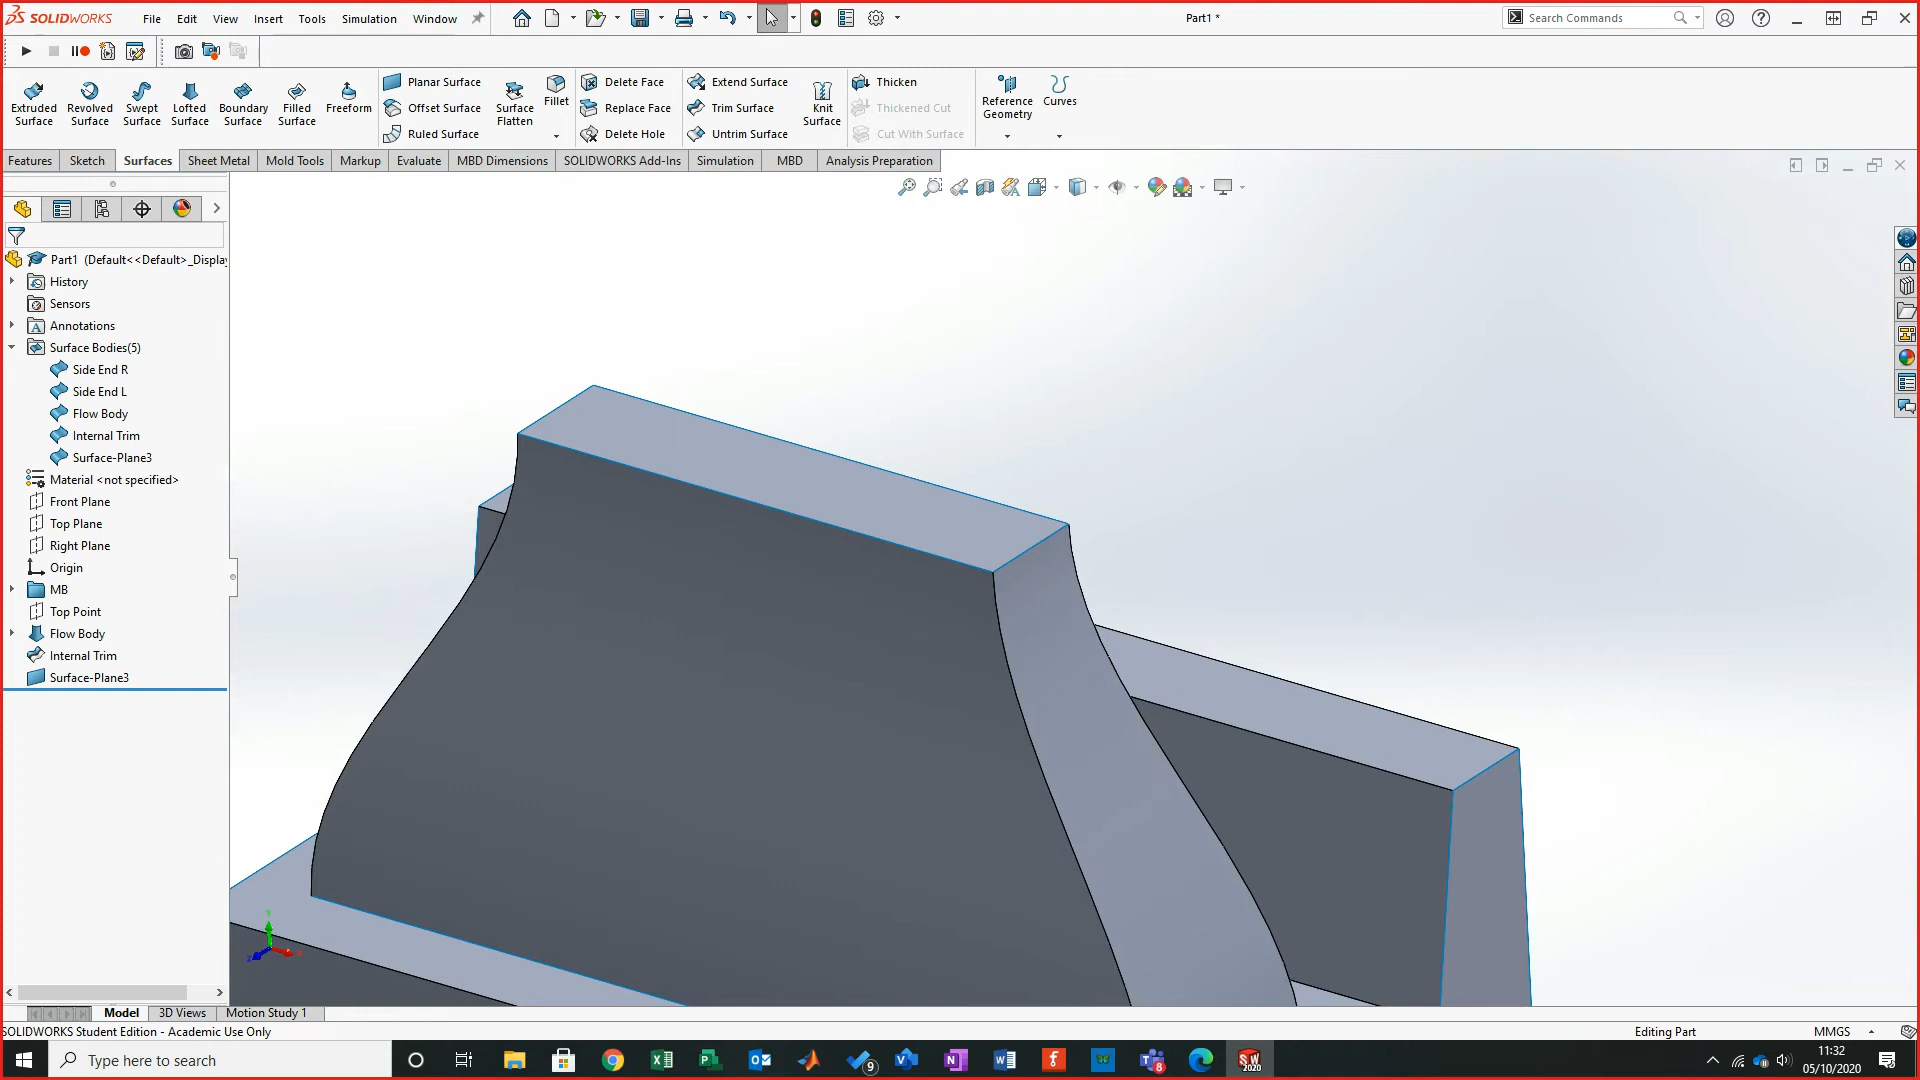 SOLIDWORKS File Edit View Insert Tools Simulation Window Part1 * Search Commands
Extruded Surface
Revolved Surface
Swept Surface
Lofted Surface
Boundary Surface
Filled Surface
Freeform
Planar Surface
Offset Surface
Ruled Surface
Surface Flatten
Fillet
Delete Face
Replace Face
Delete Hole
Extend Surface
Trim Surface
Untrim Surface
Knit Surface
Thicken
Thickened Cut
Cut With Surface
Reference Geometry
Curves
Features Sketch Surfaces Sheet Metal Mold Tools Markup Evaluate MBD Dimensions SOLIDWORKS Add-Ins Simulation MBD Analysis Preparation
Part1 (Default<<Default>_Display
History
Sensors
Annotations
Surface Bodies(5)
Side End R
Side End L
Flow Body
Internal Trim
Surface-Plane3
Material <not specified>
Front Plane
Top Plane
Right Plane
Origin
MB
Top Point
Flow Body
Internal Trim
Surface-Plane3
Model 3D Views Motion Study 1
SOLIDWORKS Student Edition - Academic Use Only Editing Part MMGS
Type here to search
9
8
SW
2020
11:32
05/10/2020